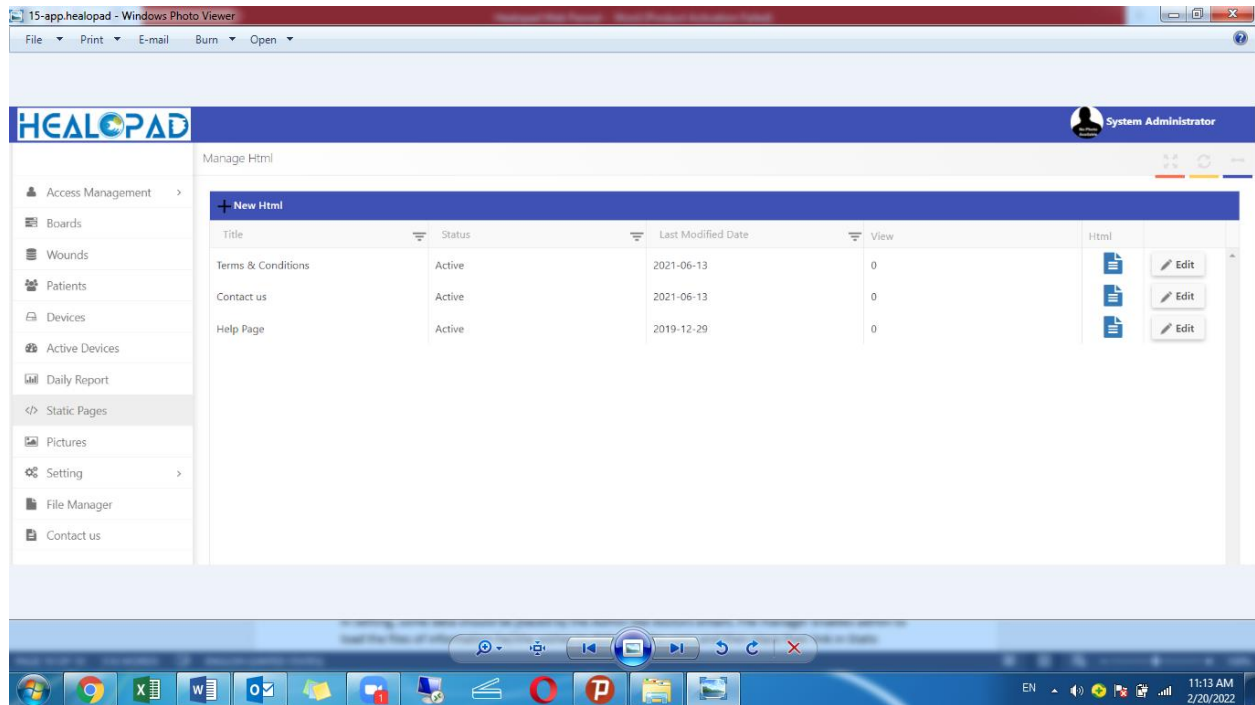 15-app.healopad - Windows Photo Viewer
File Print E-mail Burn Open
HEALOPAD
No Photo Available
System Administrator
Manage Html
Access Management
Boards
Wounds
Patients
Devices
Active Devices
Daily Report
Static Pages
Pictures
Setting
File Manager
Contact us
New Html
Title Status Last Modified Date View Html
Terms & Conditions Active 2021-06-13 0 Edit
Contact us Active 2021-06-13 0 Edit
Help Page Active 2019-12-29 0 Edit
EN 11:13 AM
2/20/2022